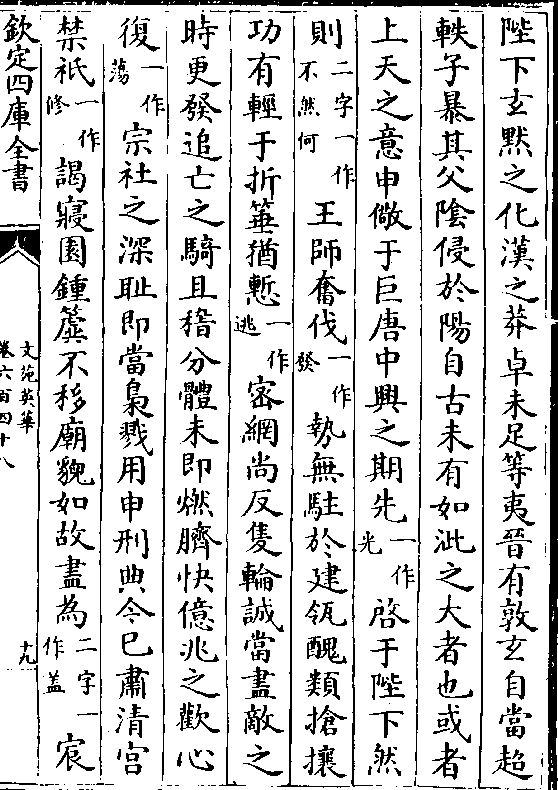 陛下玄黙之化漢之莽卓未足等夷晉有敦玄自當超
軼子暴其父陰侵於陽自古未有如泚之大者也或者
上天之意申儆于巨唐中興之期先一作光啓于陛下然
則二字一作不然何王師奮伐一作發勢無駐於建瓴醜類搶攘
功有輕于折箠猶慙一作逃密網尚反隻輪誠當盡敵之
時更發追亡之騎且稽分體未即燃臍快億兆之歡心
復一作蕩宗社之深耻即當梟戮用申刑典今已肅清宫
禁祗一作修謁寢園鍾簴不移廟貌如故盡為二字一作蓋宸
欽定四庫全書
文苑英華
卷六百四十八
十九